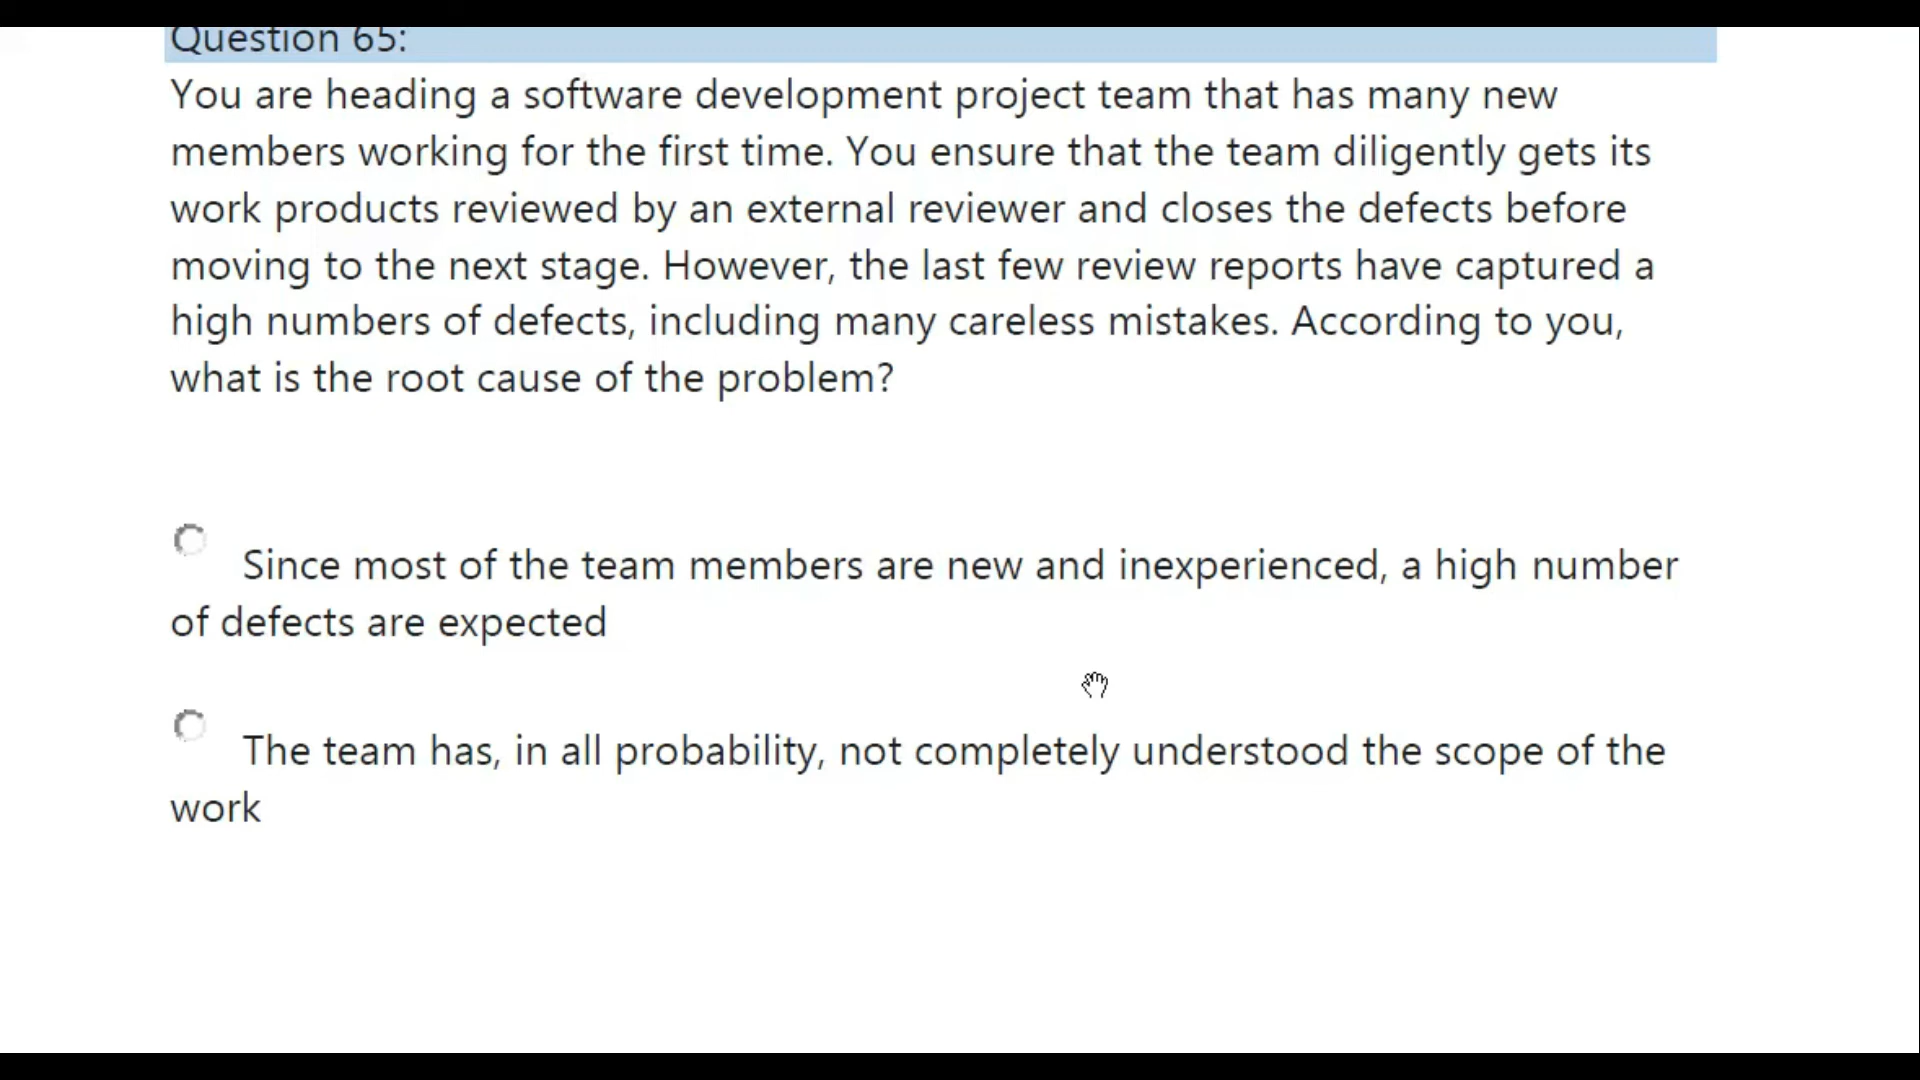 Question 65:
You are heading a software development project team that has many new
members working for the first time. You ensure that the team diligently gets its
work products reviewed by an external reviewer and closes the defects before
moving to the next stage. However, the last few review reports have captured a
high numbers of defects, including many careless mistakes. According to you,
what is the root cause of the problem?
Since most of the team members are new and inexperienced, a high number
of defects are expected
The team has, in all probability, not completely understood the scope of the
work